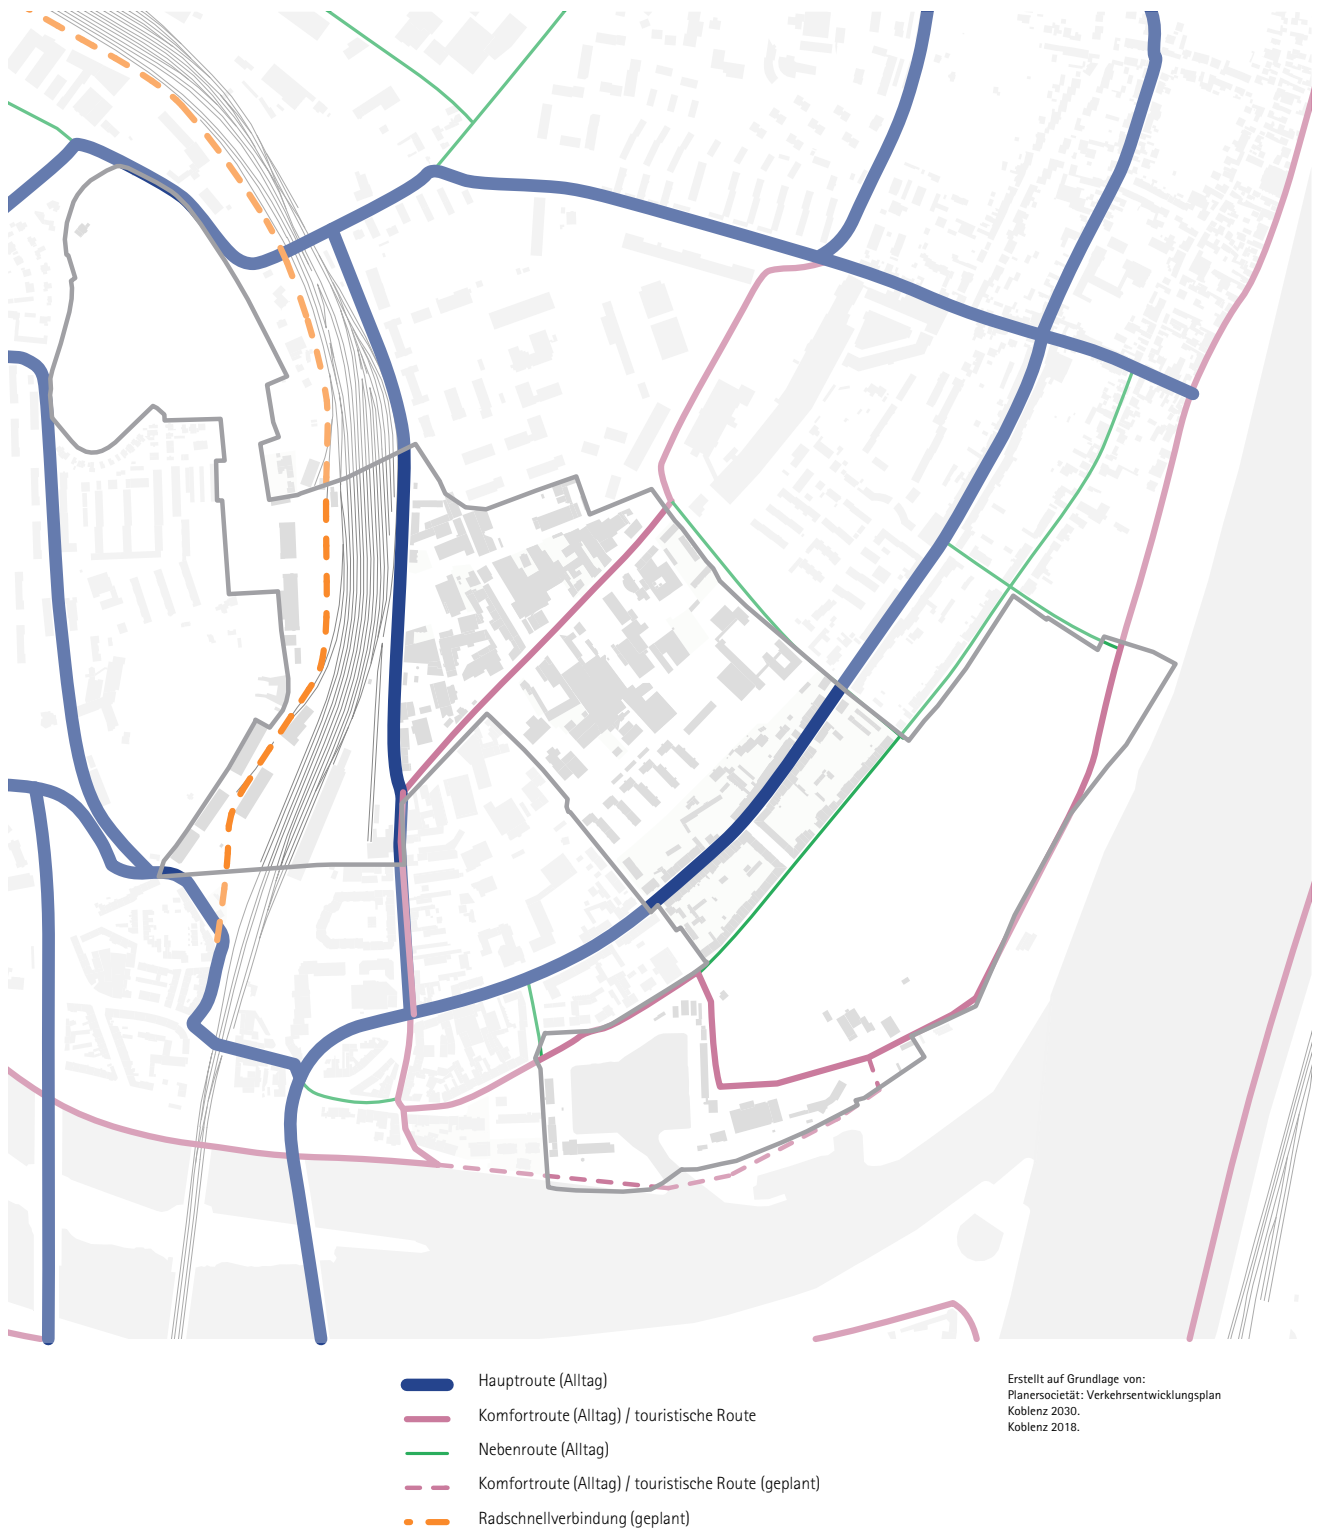 Hauptroute (Alltag)
Komfortroute (Alltag) / touristische Route
Nebenroute (Alltag)
Komfortroute (Alltag) / touristische Route (geplant)
Radschnellverbindung (geplant)
Erstellt auf Grundlage von:
Planersocietät: Verkehrsentwicklungsplan
Koblenz 2030.
Koblenz 2018.